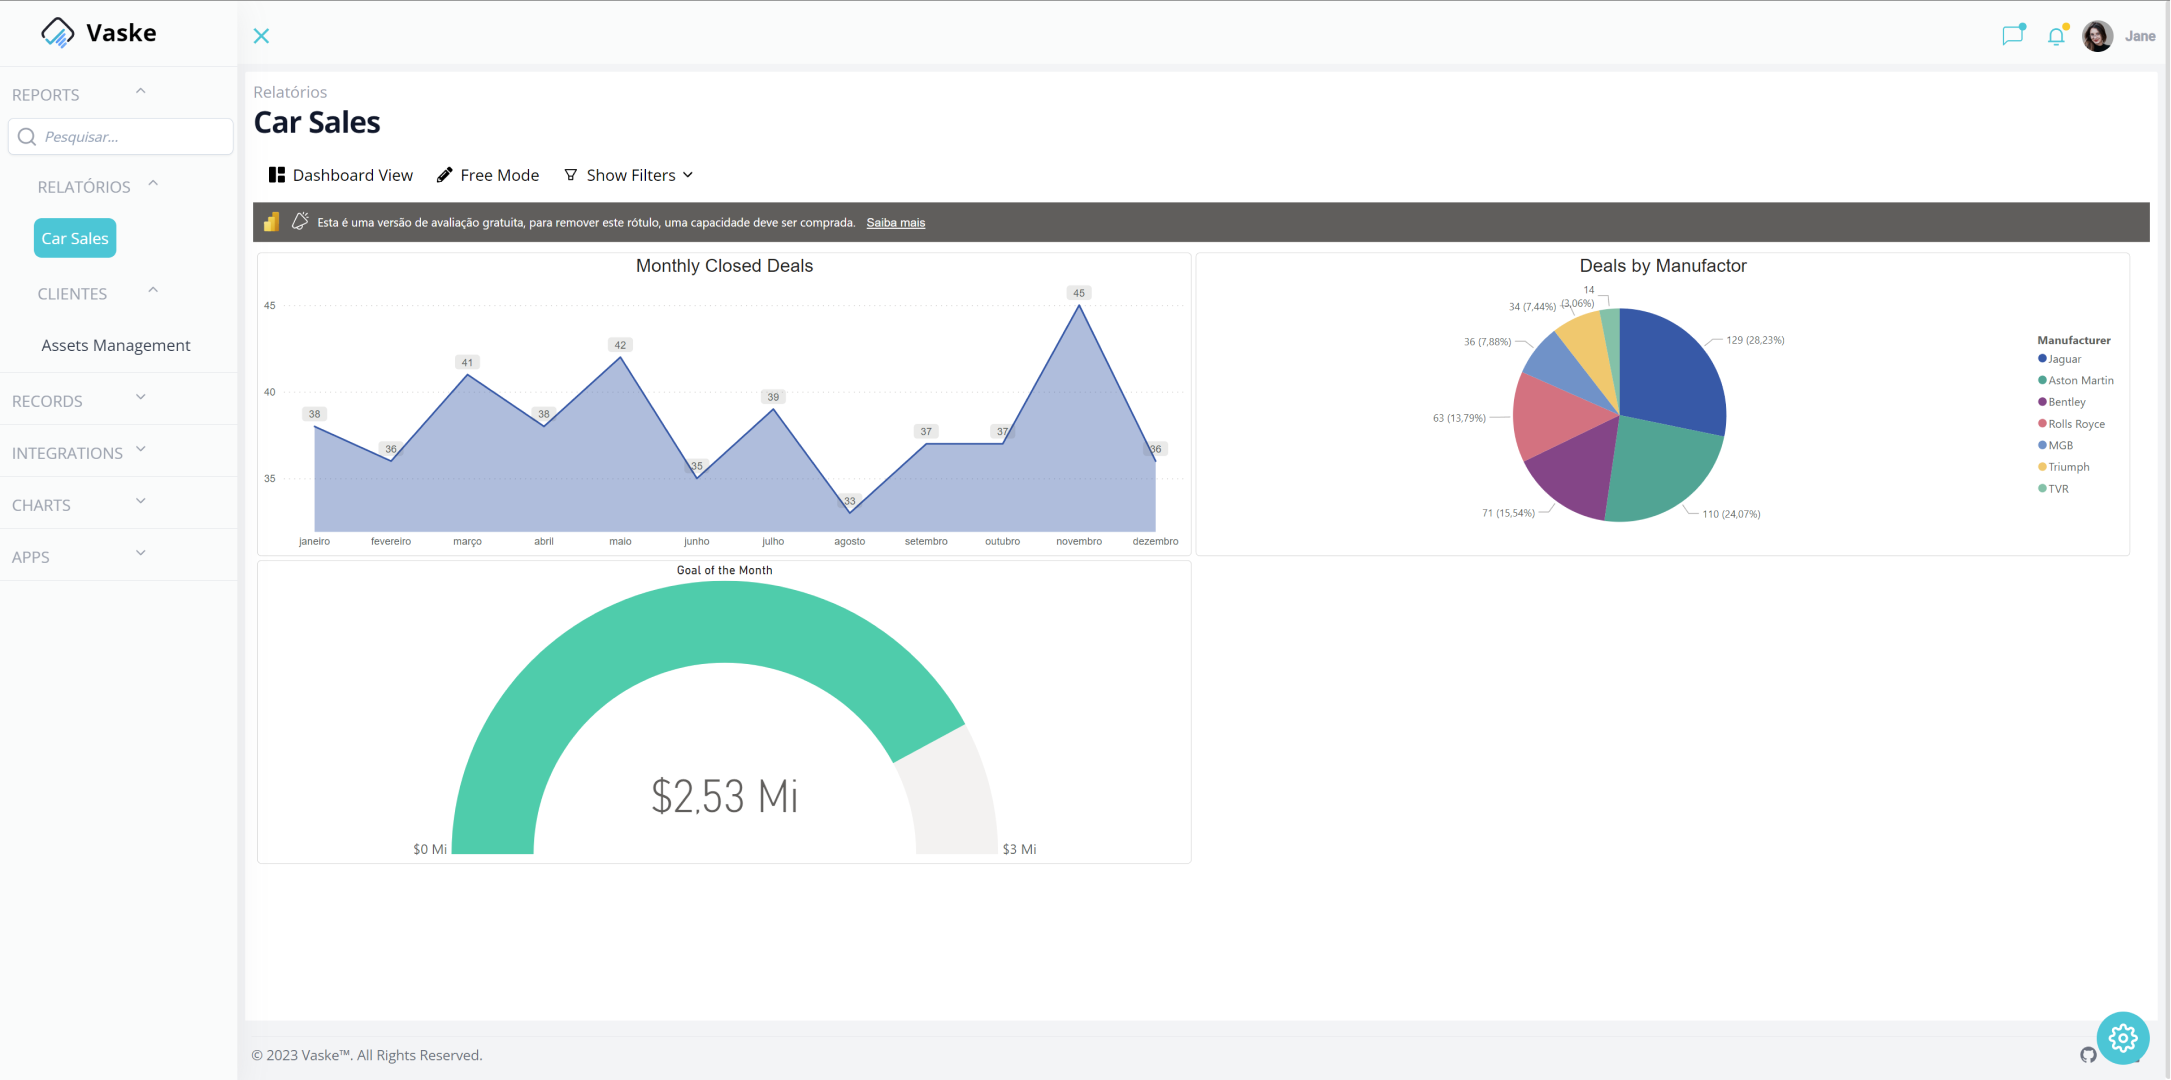 Vaske
Jane
REPORTS
Pesquisar...
RELATÓRIOS
Car Sales
CLIENTES
Assets Management
RECORDS
INTEGRATIONS
CHARTS
APPS
Relatórios
Car Sales
Dashboard View
Free Mode
Show Filters
Esta é uma versão de avaliação gratuita, para remover este rótulo, uma capacidade deve ser comprada. Saiba mais
Monthly Closed Deals
45
40
35
38
36
41
38
42
35
39
33
37
37
45
36
janeiro
fevereiro
março
abril
maio
junho
julho
agosto
setembro
outubro
novembro
dezembro
Deals by Manufactor
14
(3,06%)
34 (7,44%)
36 (7,88%)
63 (13,79%)
71 (15,54%)
129 (28,23%)
110 (24,07%)
Manufacturer
Jaguar
Aston Martin
Bentley
Rolls Royce
MGB
Triumph
TVR
Goal of the Month
$2,53 Mi
$0 Mi
$3 Mi
© 2023 Vaske™. All Rights Reserved.